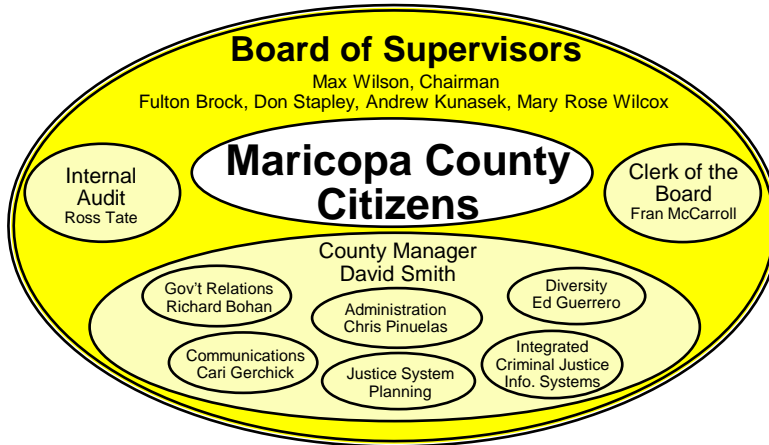 Board of Supervisors
Max Wilson, Chairman
Fulton Brock, Don Stapley, Andrew Kunasek, Mary Rose Wilcox
Maricopa County
Citizens
Internal
Audit
Ross Tate
Clerk of the
Board
Fran McCarroll
County Manager
David Smith
Gov't Relations
Richard Bohan
Administration
Chris Pinuelas
Diversity
Ed Guerrero
Communications
Cari Gerchick
Justice System
Planning
Integrated
Criminal Justice
Info. Systems